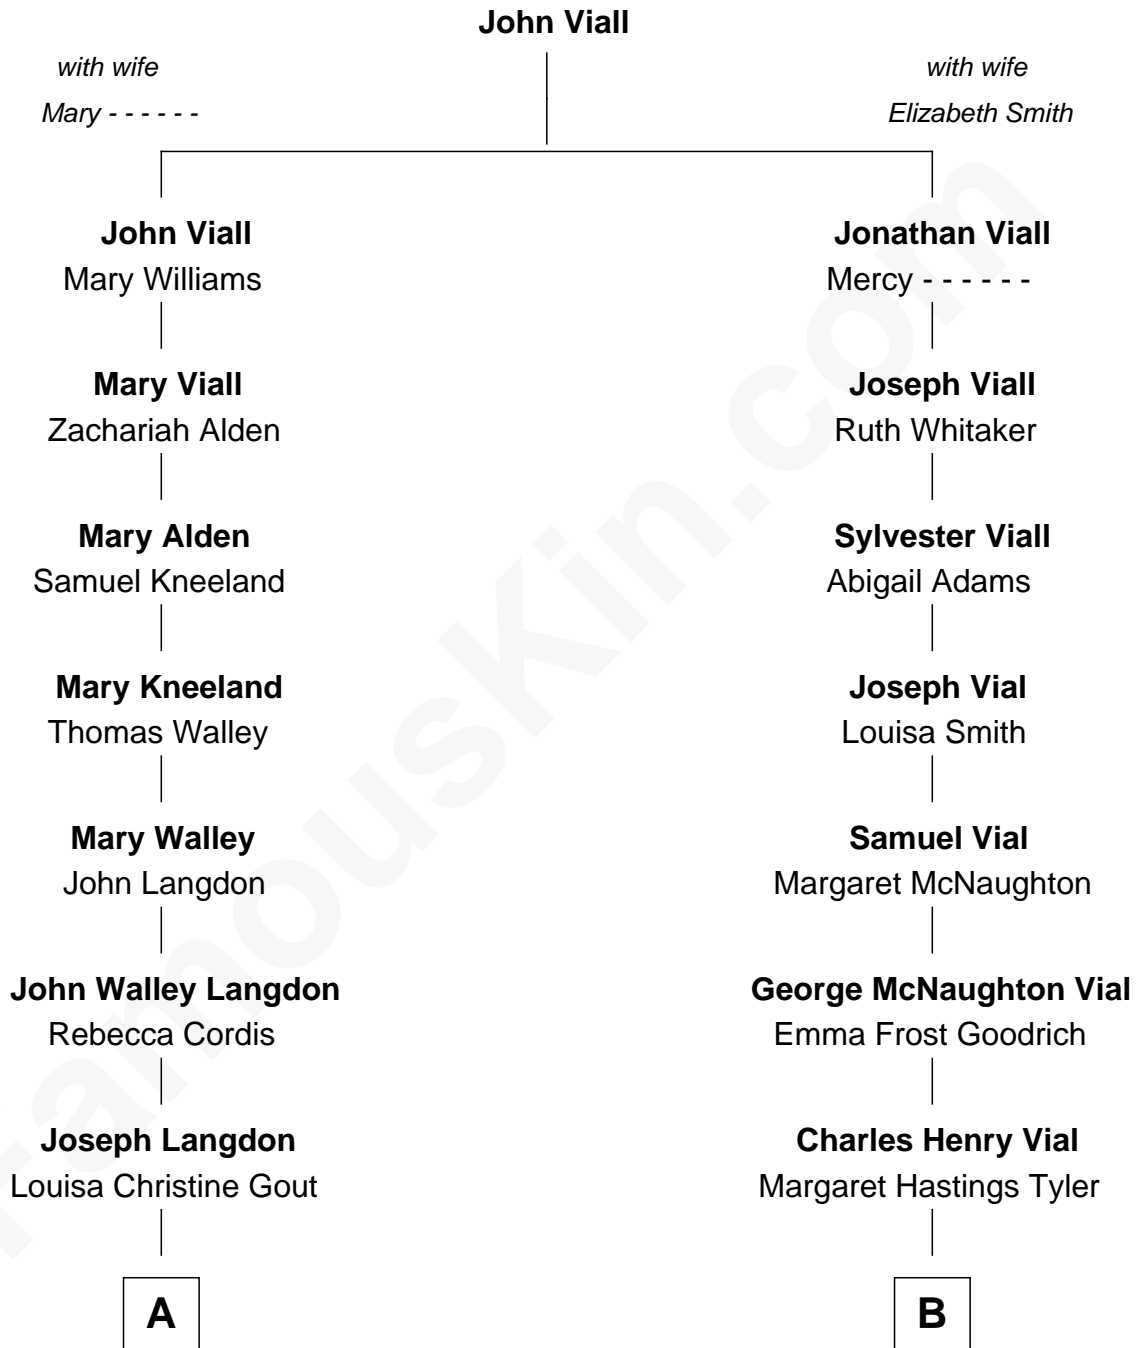 John Viall
with wife
Mary - - - - - -
with wife
Elizabeth Smith
John Viall
Mary Williams
Jonathan Viall
Mercy - - - - - -
Mary Viall
Zachariah Alden
Joseph Viall
Ruth Whitaker
Mary Alden
Samuel Kneeland
Sylvester Viall
Abigail Adams
Mary Kneeland
Thomas Walley
Joseph Vial
Louisa Smith
Mary Walley
John Langdon
Samuel Vial
Margaret McNaughton
John Walley Langdon
Rebecca Cordis
George McNaughton Vial
Emma Frost Goodrich
Joseph Langdon
Louisa Christine Gout
Charles Henry Vial
Margaret Hastings Tyler
A
B
FamousKin.com